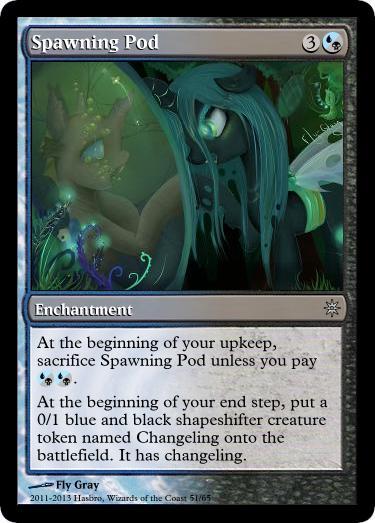 Spawning Pod 3
Enchantment
At the beginning of your upkeep,
sacrifice Spawning Pod unless you pay
.
At the beginning of your end step, put a
0/1 blue and black shapeshifter creature
token named Changeling onto the
battlefield. It has changeling.
Fly Gray
2011-2013 Hasbro, Wizards of the Coast 51/65